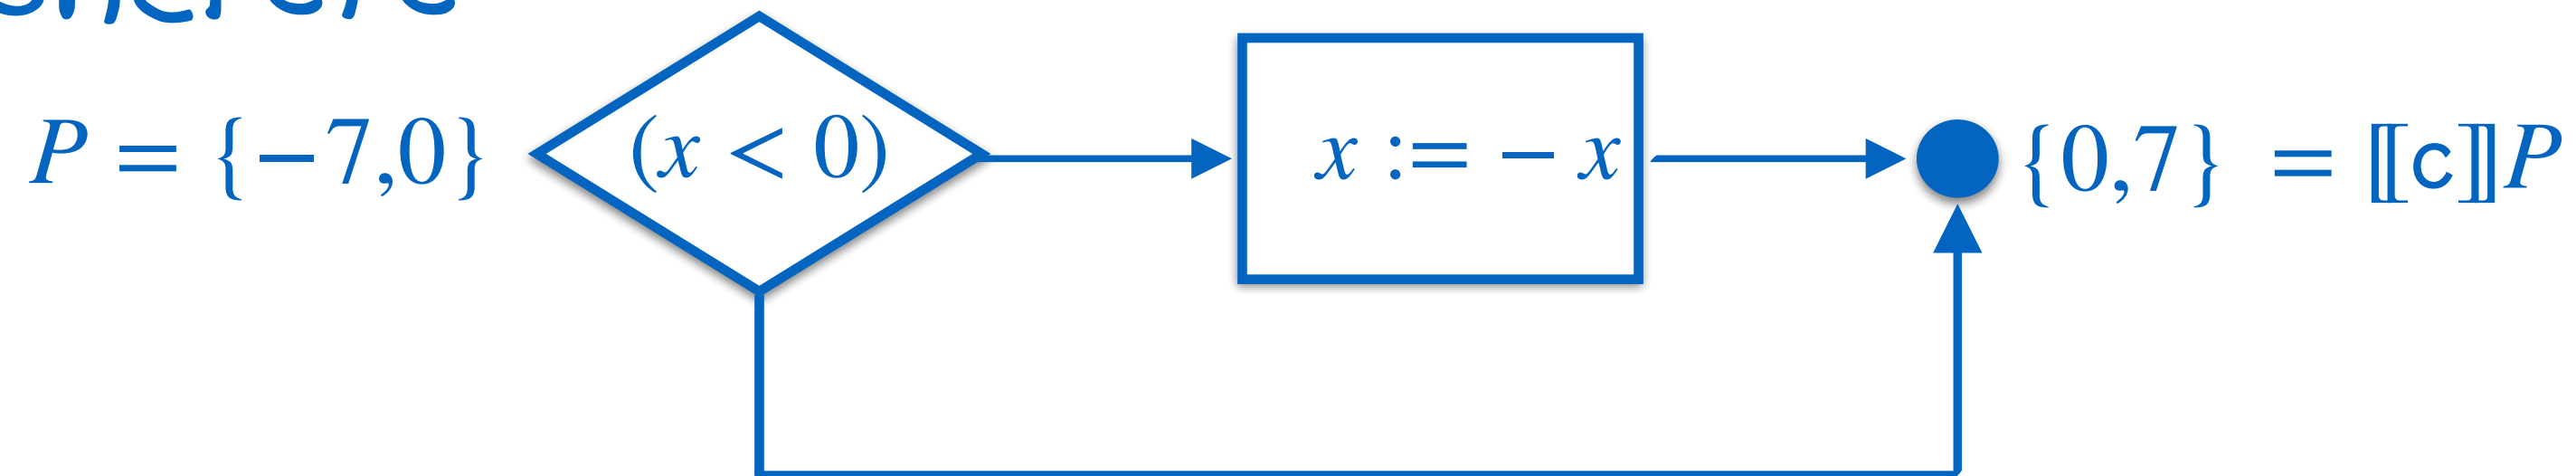 P = {−7,0} (x < 0) x := − x {0,7} = ⟦c⟧P